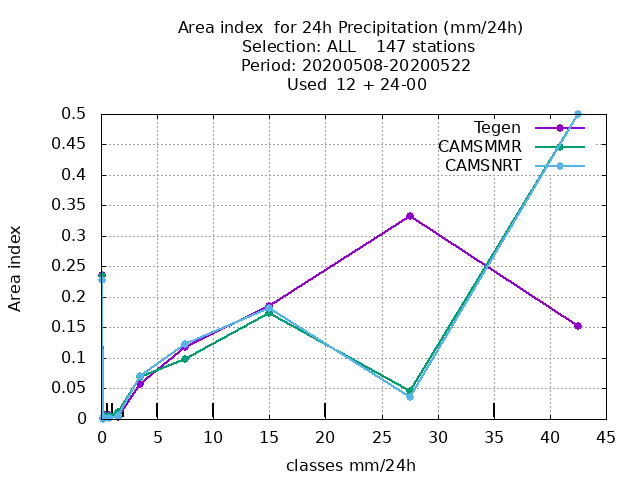 Area index  for 24h Precipitation (mm/24h)
Selection: ALL    147 stations
Period: 20200508-20200522
Used  12 + 24-00
Tegen
CAMSMMR
CAMSNRT
Area index
0.5
0.45
0.4
0.35
0.3
0.25
0.2
0.15
0.1
0.05
0
0 5 10 15 20 25 30 35 40 45
classes mm/24h